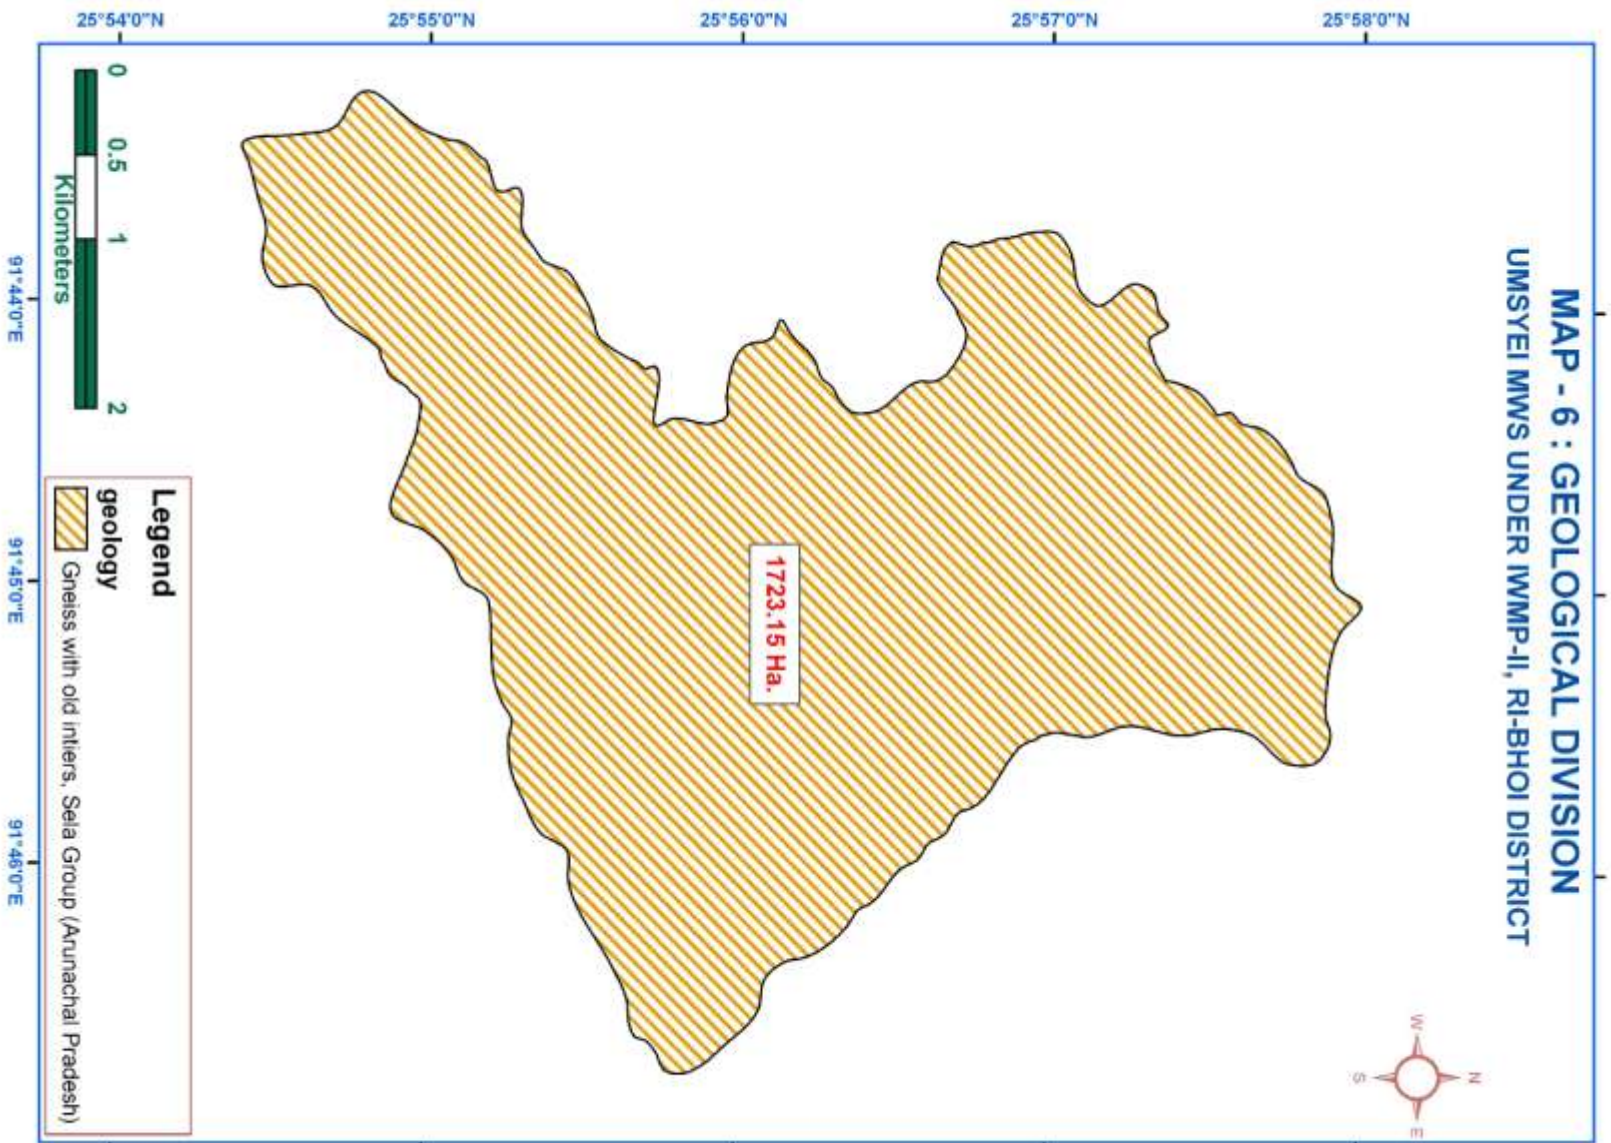 MAP - 6 : GEOLOGICAL DIVISION
UMSYEI MWS UNDER IWMP-II, RI-BHOI DISTRICT
N
W
E
S
25°58'0"N
25°57'0"N
25°56'0"N
25°55'0"N
25°54'0"N
1723.15 Ha.
0 0.5 1 2
Kilometers
Legend
geology
Gneiss with old intiers, Sela Group (Arunachal Pradesh)
91°44'0"E 91°45'0"E 91°46'0"E